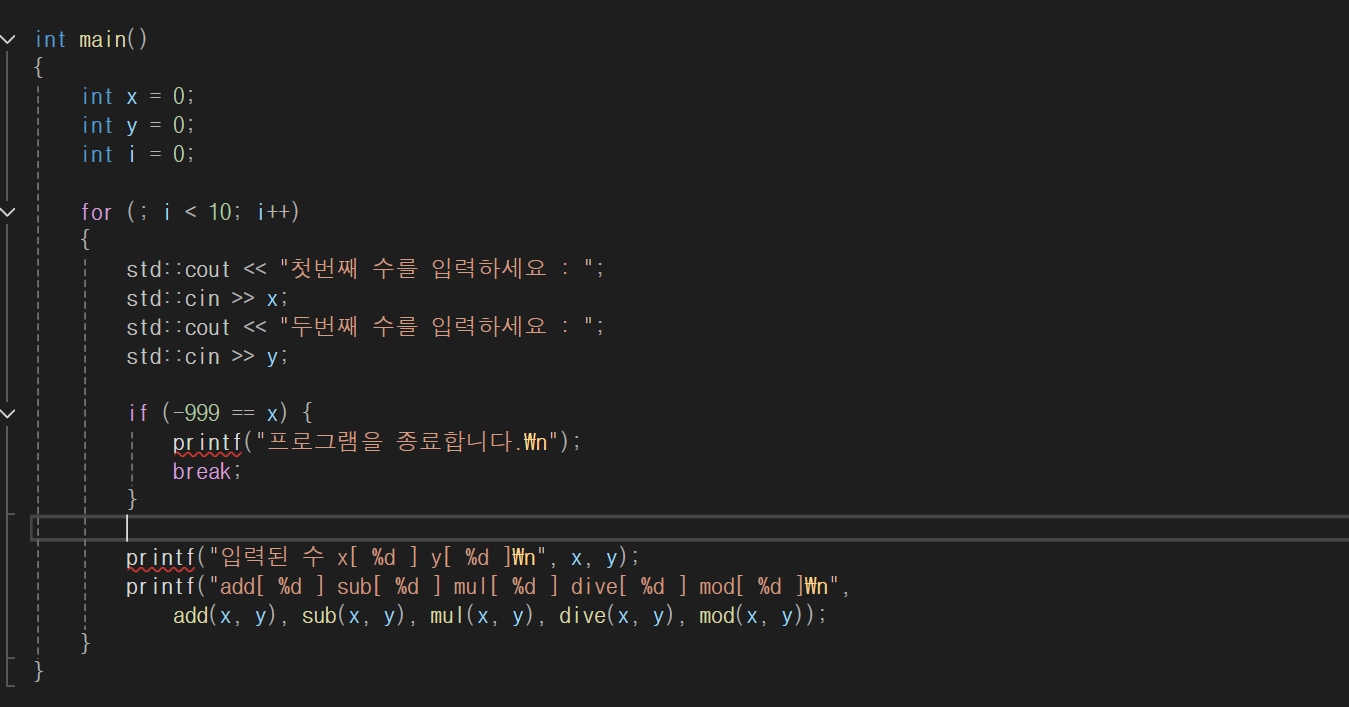 int main()
{
int x = 0;
int y = 0;
int i = 0;
for (; i < 10; i++)
{
std::cout << "첫번째 수를 입력하세요 : ";
std::cin >> x;
std::cout << "두번째 수를 입력하세요 : ";
std::cin >> y;
if (-999 == x) {
printf("프로그램을 종료합니다.₩n");
break;
}
printf("입력된 수 x[ %d ] y[ %d ]₩n", x, y);
printf("add[ %d ] sub[ %d ] mul[ %d ] dive[ %d ] mod[ %d ]₩n",
add(x, y), sub(x, y), mul(x, y), dive(x, y), mod(x, y));
}
}